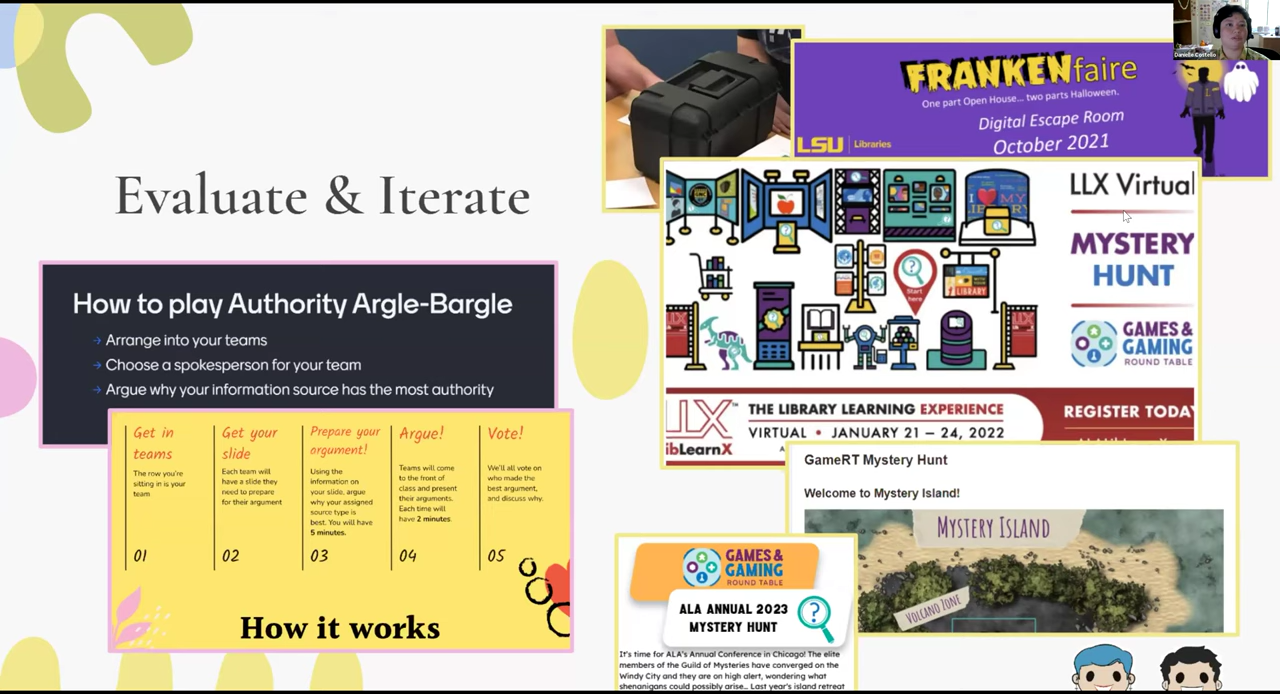 Evaluate & Iterate
How to play Authority Argle-Bargle
→ Arrange into your teams
→ Choose a spokesperson for your team
→ Argue why your information source has the most authority
Get in
teams
The row you're
sitting in is your
team
01
Get your
slide
Each team will
have a slide they
need to prepare
for their argument
02
Prepare your
argument!
Using the
information on
your slide, argue
why your assigned
source type is
best. You will have
5 minutes.
03
Argue!
Teams will come
to the front of
class and present
their arguments.
Each time will
have 2 minutes.
04
Vote!
We'll all vote on
who made the
best argument,
and discuss why.
05
How it works
FRANKENfaire
One part Open House... two parts Halloween.
Digital Escape Room
October 2021
LSU Libraries
Danielle Costello
I MY
LIBRARY
Start
here
LIBRARY
LLX
LLX Virtual
MYSTERY
HUNT
GAMES &
GAMING
ROUND TABLE
LLX™
LibLearnX
THE LIBRARY LEARNING EXPERIENCE
VIRTUAL • JANUARY 21 – 24, 2022
REGISTER TODAY
GameRT Mystery Hunt
Welcome to Mystery Island!
MYSTERY ISLAND
VOLCANO ZONE
GAMES &
GAMING
ROUND TABLE
ALA ANNUAL 2023
MYSTERY HUNT
It's time for ALA's Annual Conference in Chicago! The elite
members of the Guild of Mysteries have converged on the
Windy City and they are on high alert, wondering what
shenanigans could possibly arise... Last year's island retreat